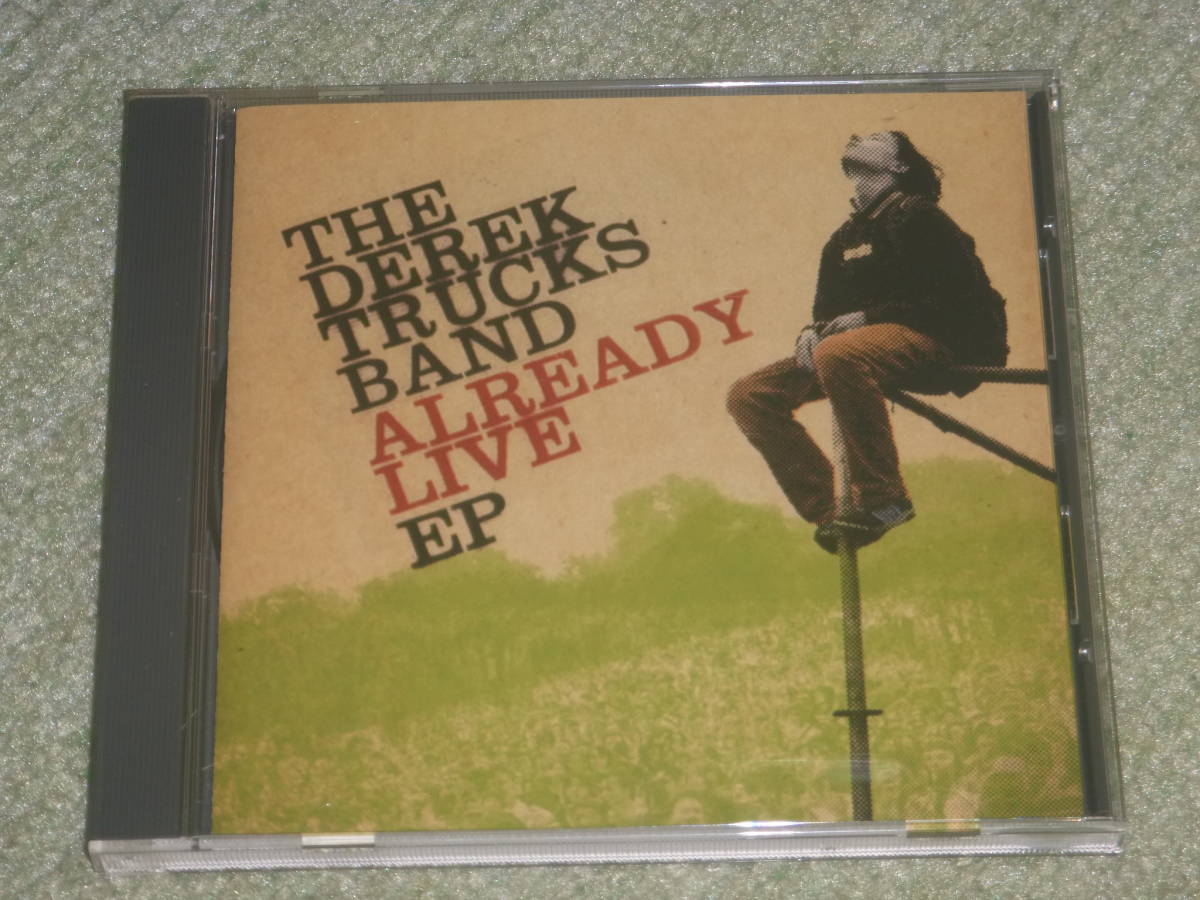 THE
DEREK
TRUCKS
BAND
ALREADY
LIVE
EP